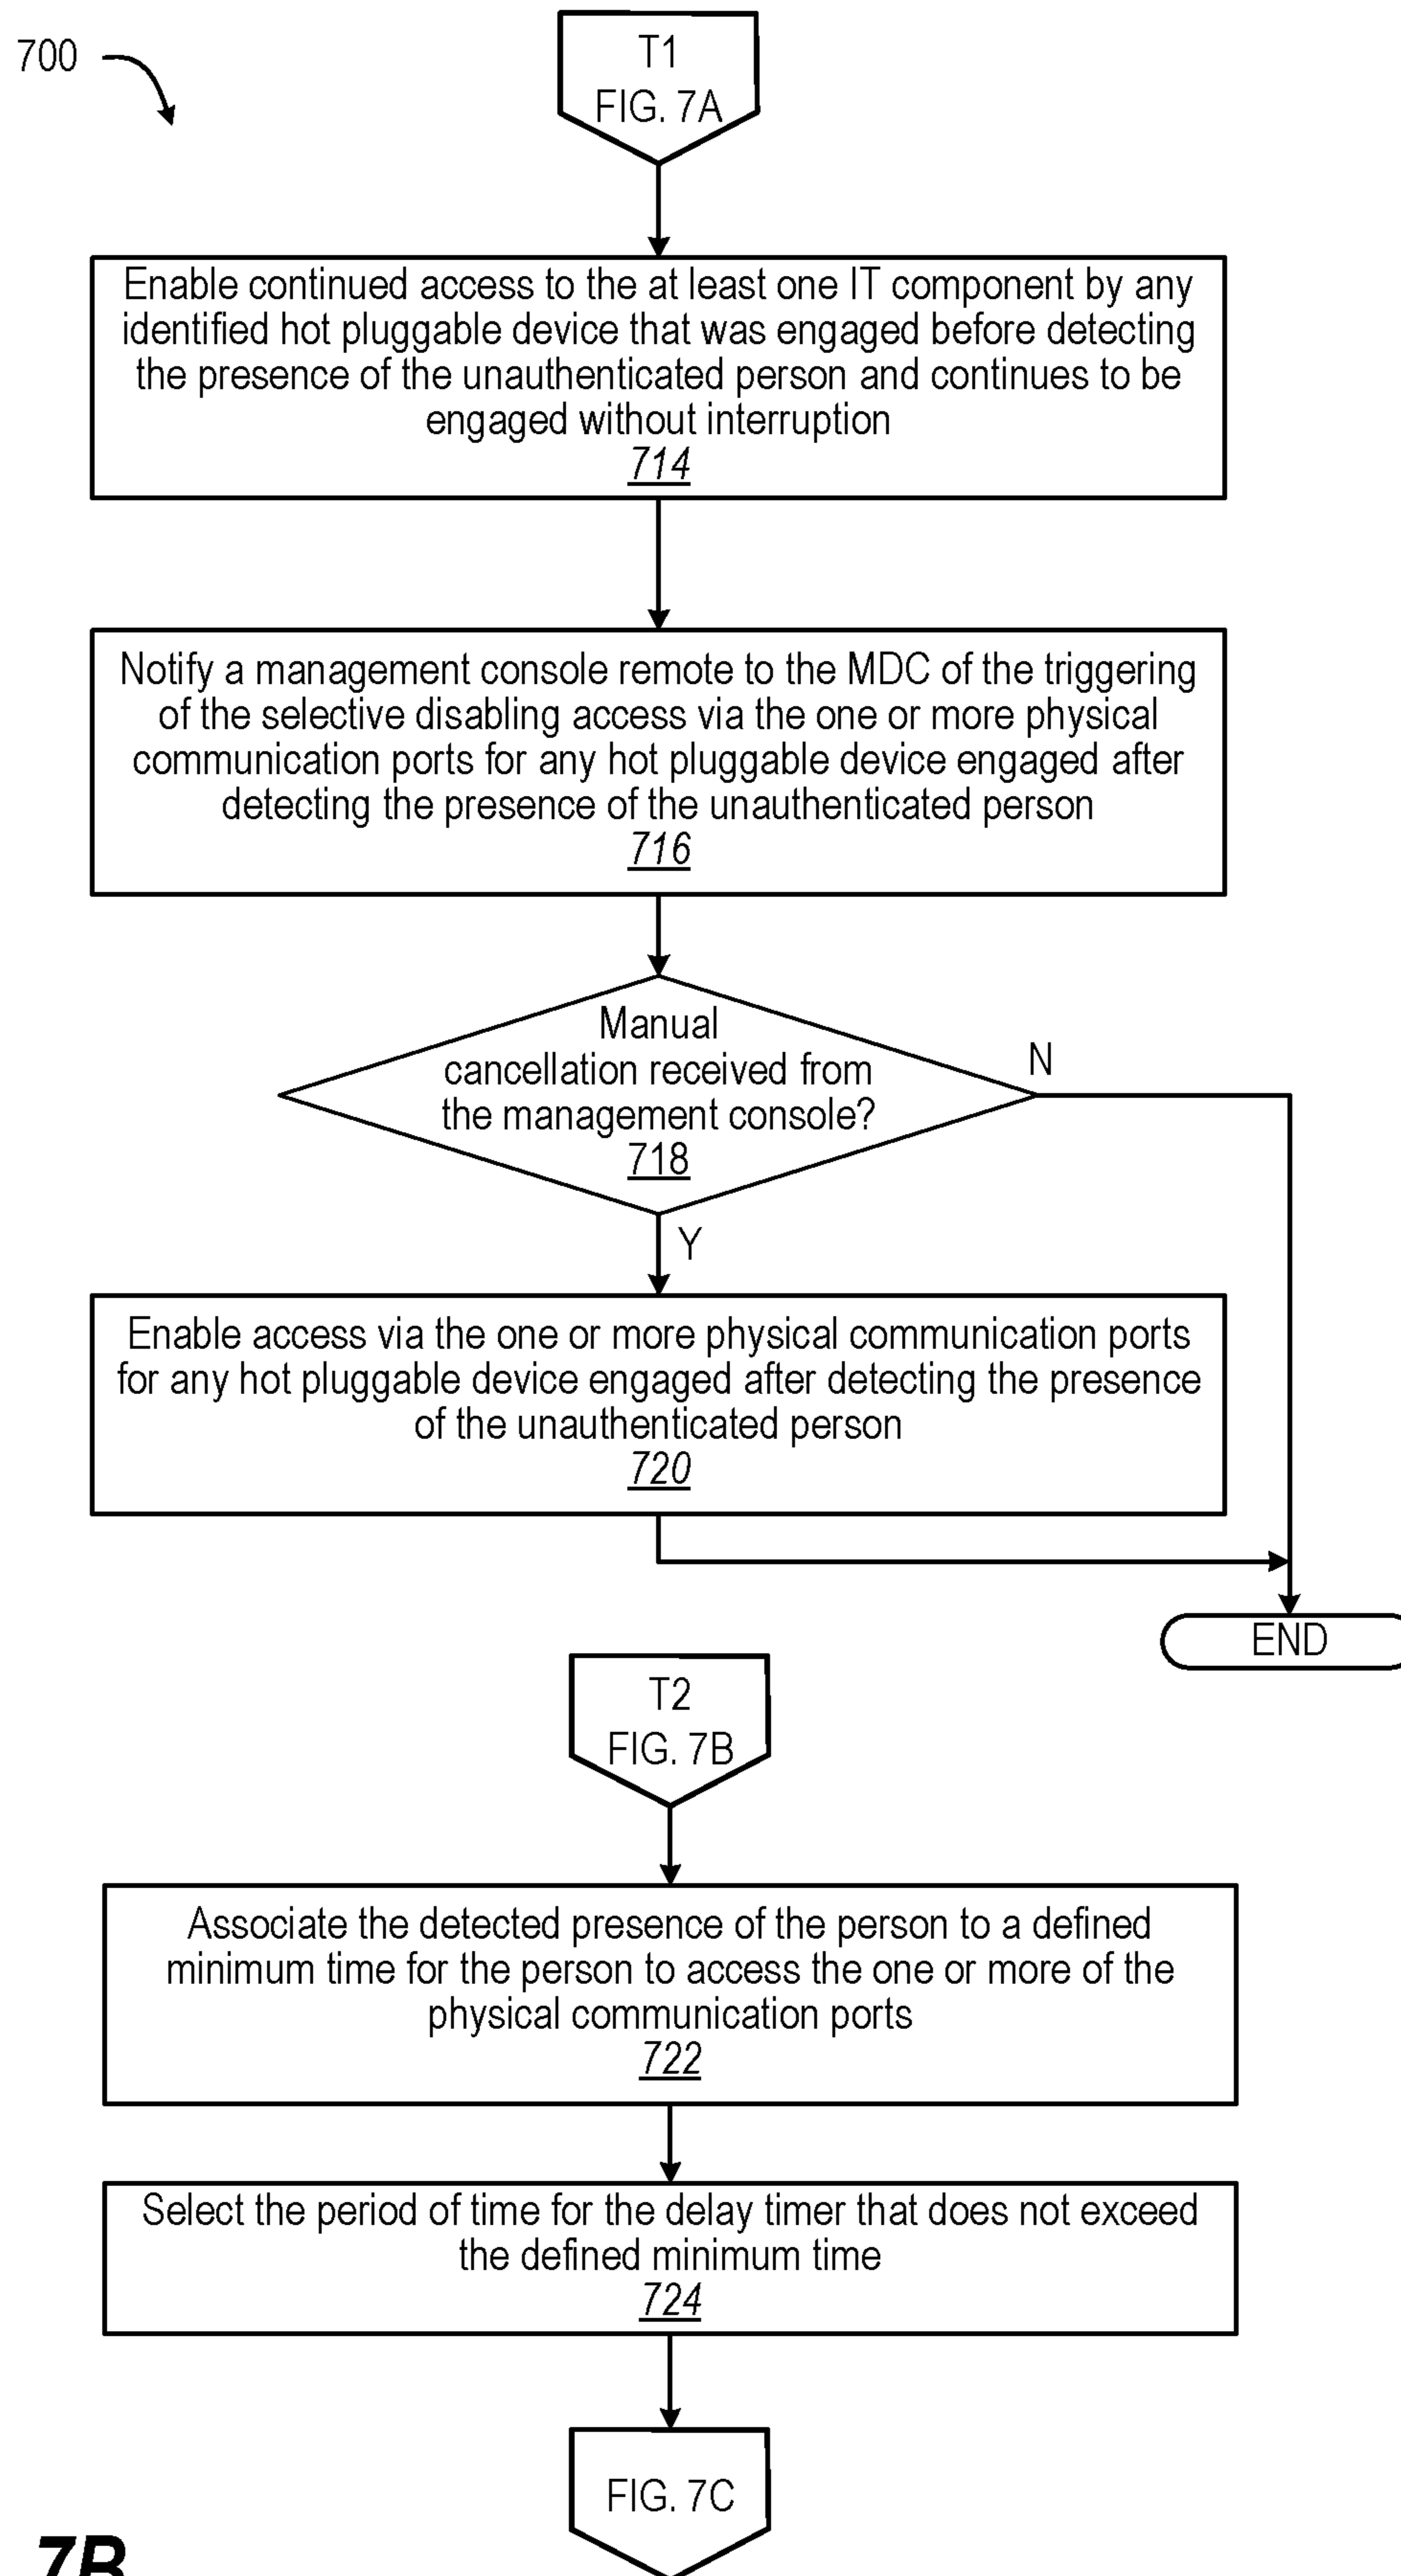 700
T1
FIG. 7A
Enable continued access to the at least one IT component by any
identified hot pluggable device that was engaged before detecting
the presence of the unauthenticated person and continues to be
engaged without interruption
714
Notify a management console remote to the MDC of the triggering
of the selective disabling access via the one or more physical
communication ports for any hot pluggable device engaged after
detecting the presence of the unauthenticated person
716
Manual
cancellation received from
the management console?
718
N
Y
Enable access via the one or more physical communication ports
for any hot pluggable device engaged after detecting the presence
of the unauthenticated person
720
END
T2
FIG. 7B
Associate the detected presence of the person to a defined
minimum time for the person to access the one or more of the
physical communication ports
722
Select the period of time for the delay timer that does not exceed
the defined minimum time
724
FIG. 7C
7B